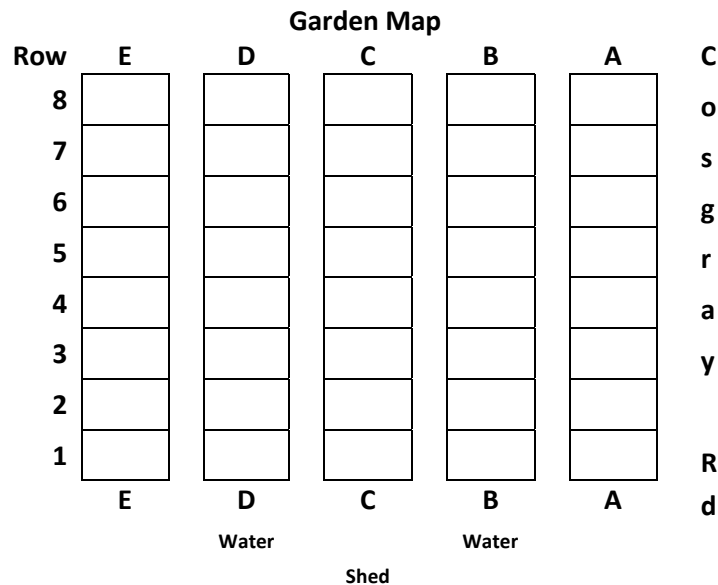 Garden Map
Row E D C B A C
8 o
7 s
6 g
5 r
4 a
3 y
2
1 R
E D C B A d
Water Water
Shed